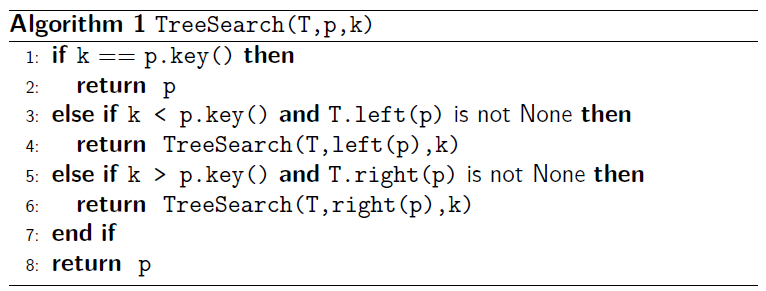 Algorithm 1 TreeSearch(T,p,k)
1: if k == p.key() then
2: return p
3: else if k < p.key() and T.left(p) is not None then
4: return TreeSearch(T,left(p),k)
5: else if k > p.key() and T.right(p) is not None then
6: return TreeSearch(T,right(p),k)
7: end if
8: return p